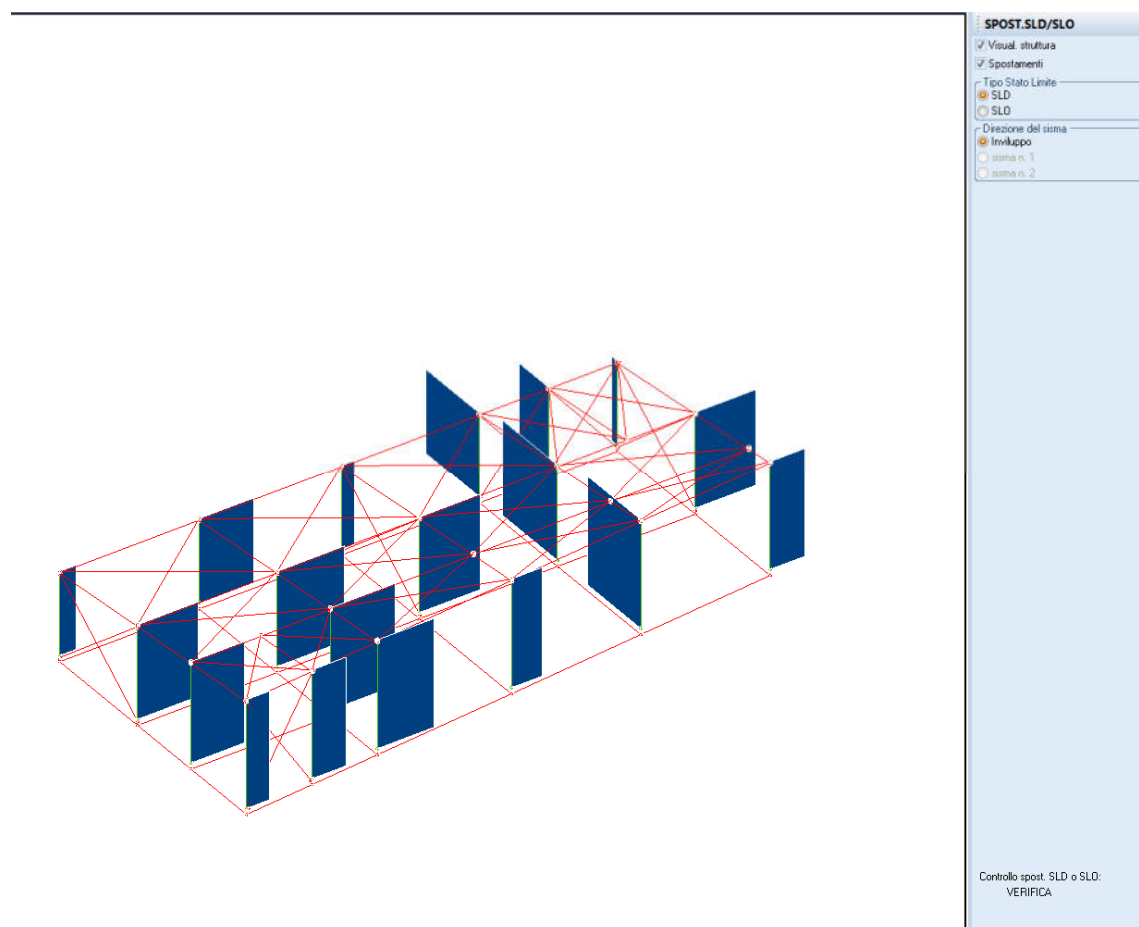 SPOST.SLD/SLO
Visual. struttura
Spostamenti
Tipo Stato Limite
SLD
SLO
Direzione del sisma
Inviluppo
sisma n. 1
sisma n. 2
Controllo spost. SLD o SLO:
VERIFICA